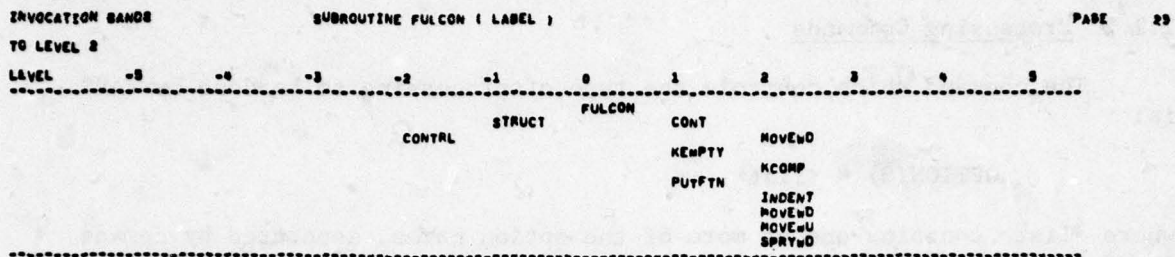 INVOCATION BANDS SUBROUTINE FULCON ( LABEL ) PAGE 23
TO LEVEL 2
LEVEL -5 -4 -3 -2 -1 0 1 2 3 4 5
FULCON
STRUCT CONT
CONTRL MOVEWD
KEMPTY
KCOMP
PUTFTN
INDENT
MOVEWD
MOVEWU
SPRYWD